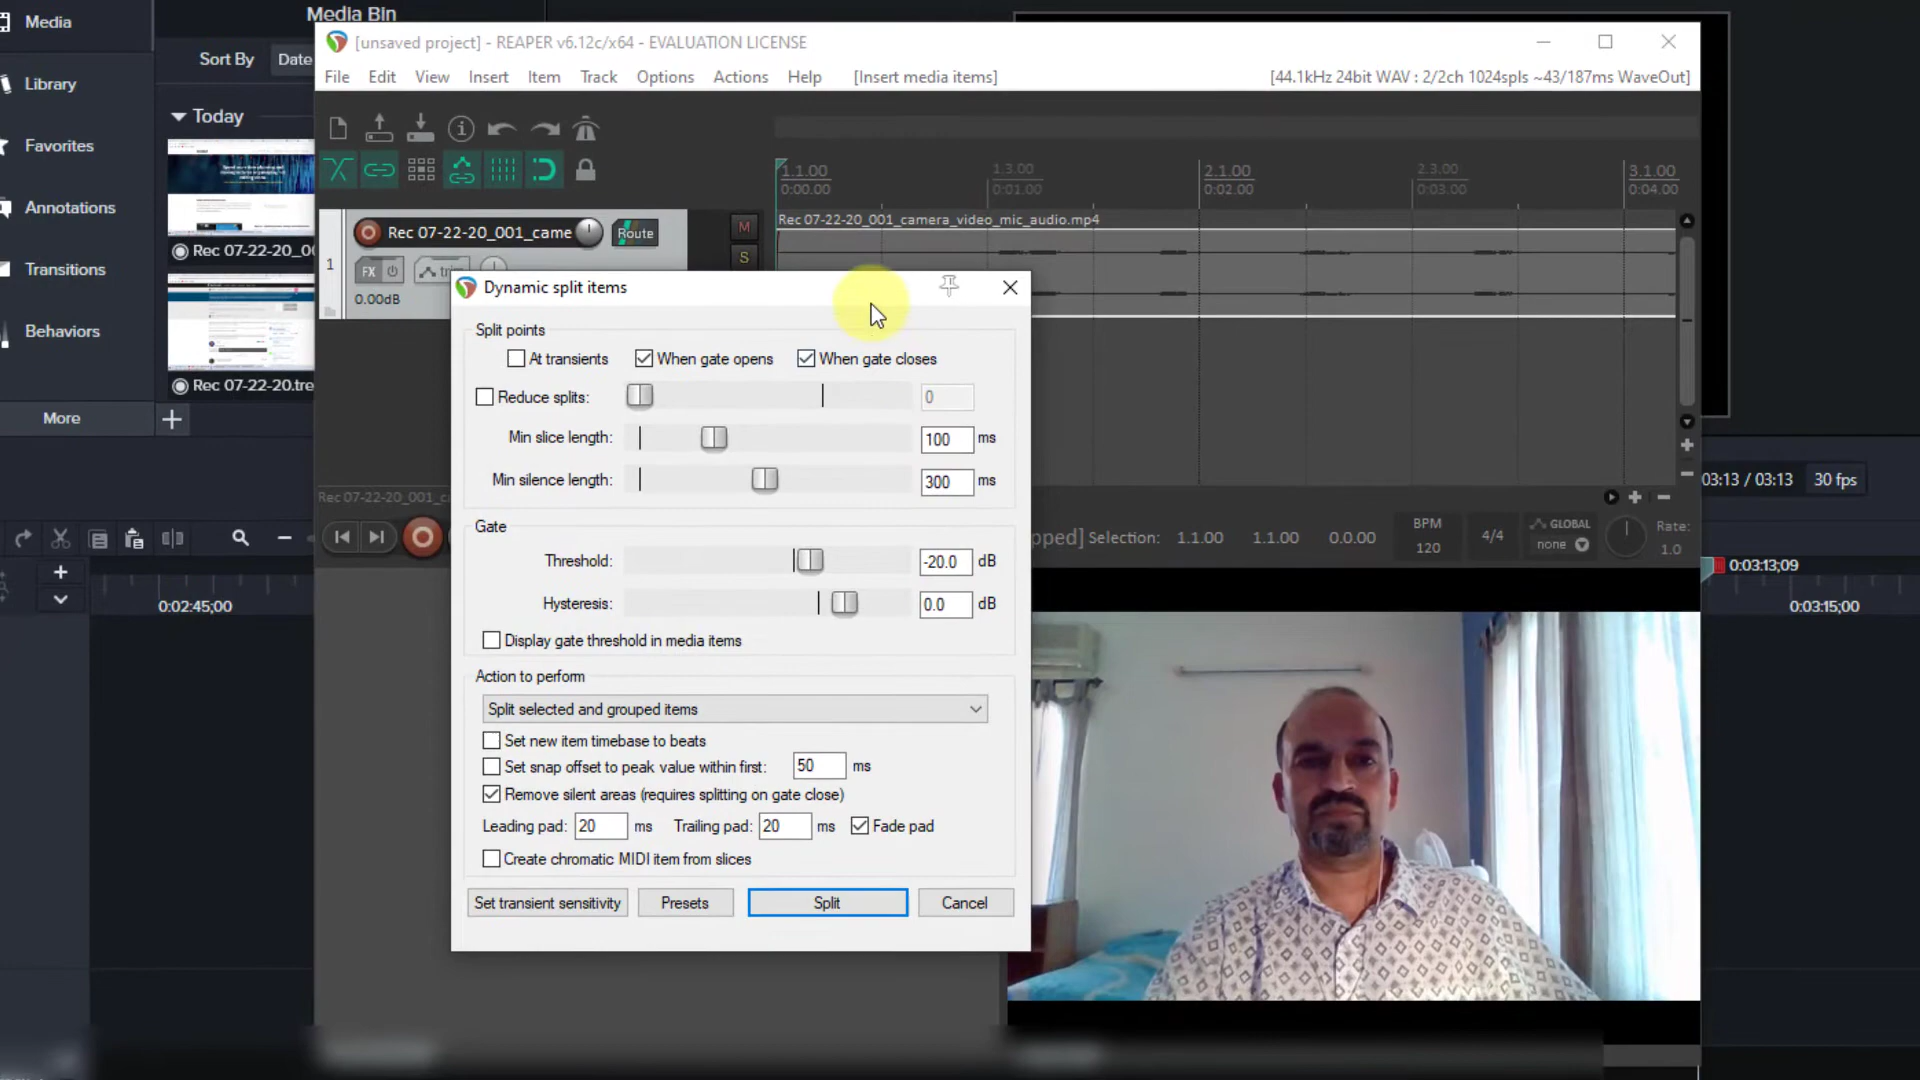 Media
Library
Favorites
Annotations
Transitions
Behaviors
More
Media Bin
Sort By
Date
Today
Rec 07-22-20_00
Rec 07-22-20.tre
[unsaved project] - REAPER v6.12c/x64 - EVALUATION LICENSE
File Edit View Insert Item Track Options Actions Help [Insert media items]
[44.1kHz 24bit WAV : 2/2ch 1024spls ~43/187ms WaveOut]
1.1.00
0:00.00
1.3.00
0:01.00
2.1.00
0:02.00
2.3.00
0:03.00
3.1.00
0:04.00
1
Rec 07-22-20_001_came
Route
M
S
FX
0.00dB
Rec 07-22-20_001_camera_video_mic_audio.mp4
Dynamic split items
Split points
At transients When gate opens When gate closes
Reduce splits: 0
Min slice length: 100 ms
Min silence length: 300 ms
Gate
Threshold: -20.0 dB
Hysteresis: 0.0 dB
Display gate threshold in media items
Action to perform
Split selected and grouped items
Set new item timebase to beats
Set snap offset to peak value within first: 50 ms
Remove silent areas (requires splitting on gate close)
Leading pad: 20 ms Trailing pad: 20 ms Fade pad
Create chromatic MIDI item from slices
Set transient sensitivity Presets Split Cancel
Selection: 1.1.00 1.1.00 0.0.00
BPM
120
4/4
GLOBAL
none
Rate:
1.0
03:13 / 03:13 30 fps
0:02:45;00
0:03:13;09
0:03:15;00